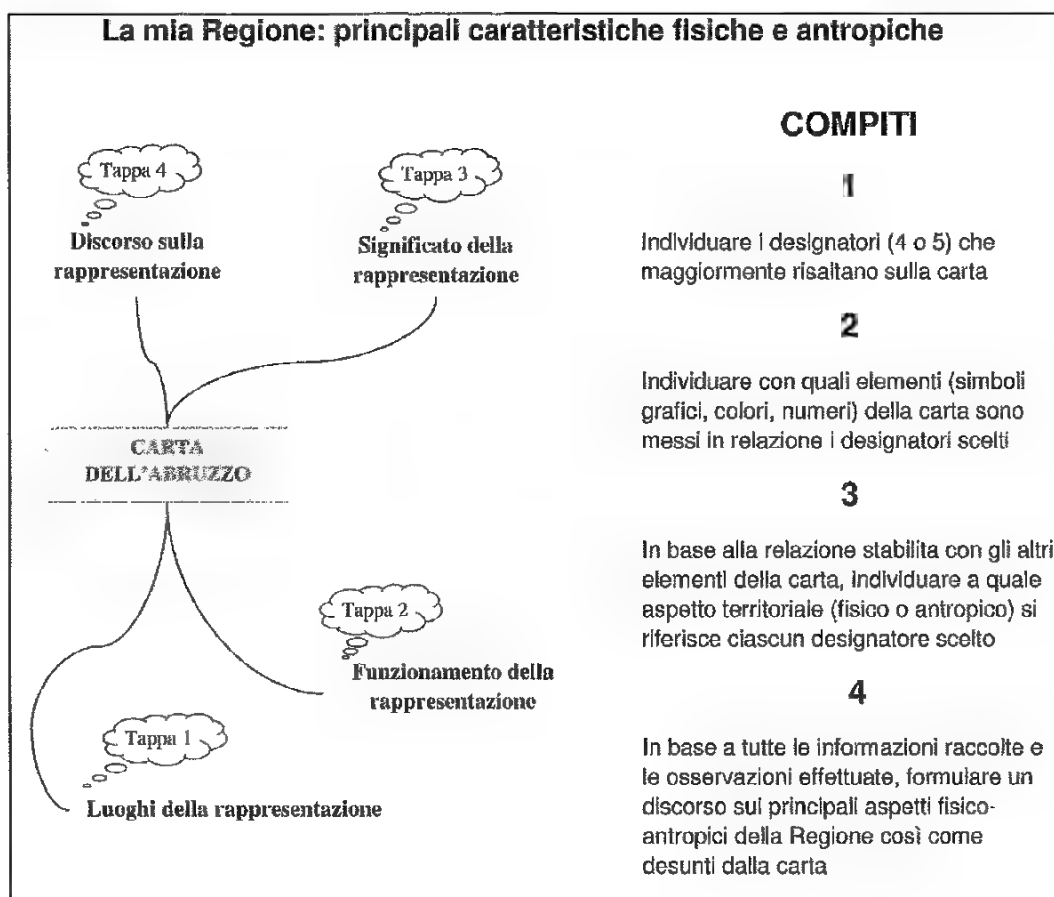 La mia Regione: principali caratteristiche fisiche e antropiche
Tappa 4
Discorso sulla
rappresentazione
Tappa 3
Significato della
rappresentazione
CARTA
DELL'ABRUZZO
Tappa 2
Funzionamento della
rappresentazione
Tappa 1
Luoghi della rappresentazione
COMPITI
1
Individuare i designatori (4 o 5) che
maggiormente risaltano sulla carta
2
Individuare con quali elementi (simboli
grafici, colori, numeri) della carta sono
messi in relazione i designatori scelti
3
In base alla relazione stabilita con gli altri
elementi della carta, individuare a quale
aspetto territoriale (fisico o antropico) si
riferisce ciascun designatore scelto
4
In base a tutte le informazioni raccolte e
le osservazioni effettuate, formulare un
discorso sui principali aspetti fisico-
antropici della Regione così come
desunti dalla carta